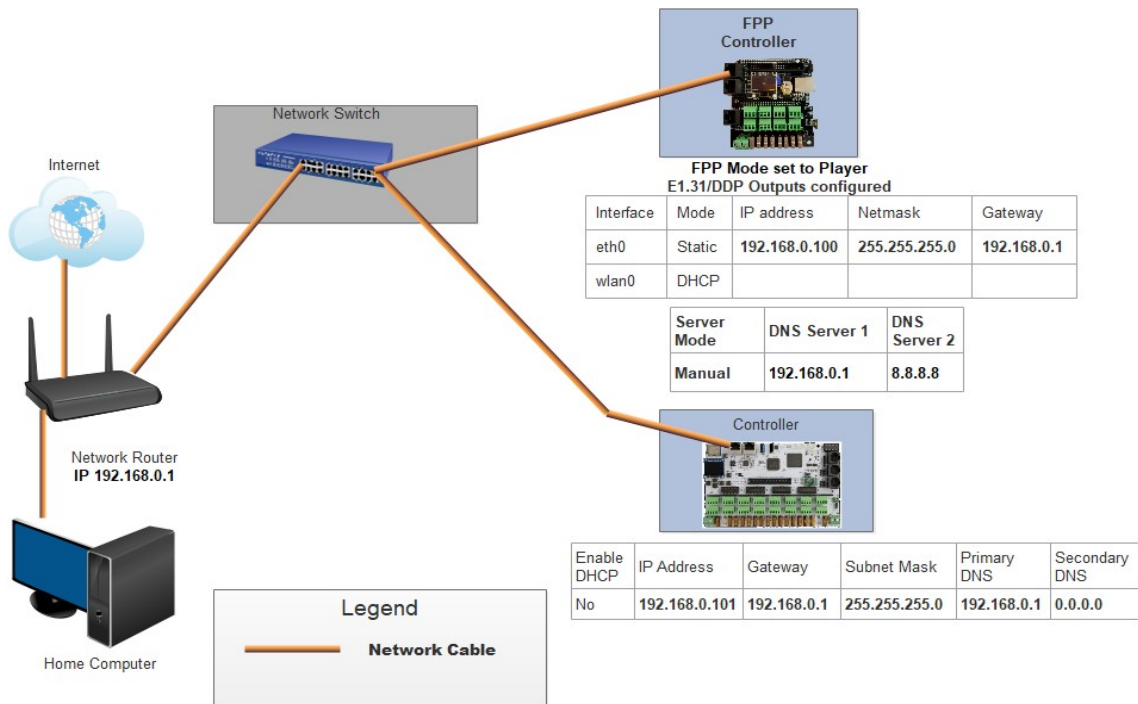 FPP
Controller
Network Switch
Internet
FPP Mode set to Player
E1.31/DDP Outputs configured
Interface Mode IP address Netmask Gateway
eth0 Static 192.168.0.100 255.255.255.0 192.168.0.1
wlan0 DHCP
Server Mode DNS Server 1 DNS Server 2
Manual 192.168.0.1 8.8.8.8
Controller
Network Router
IP 192.168.0.1
Enable DHCP IP Address Gateway Subnet Mask Primary DNS Secondary DNS
No 192.168.0.101 192.168.0.1 255.255.255.0 192.168.0.1 0.0.0.0
Legend
Network Cable
Home Computer